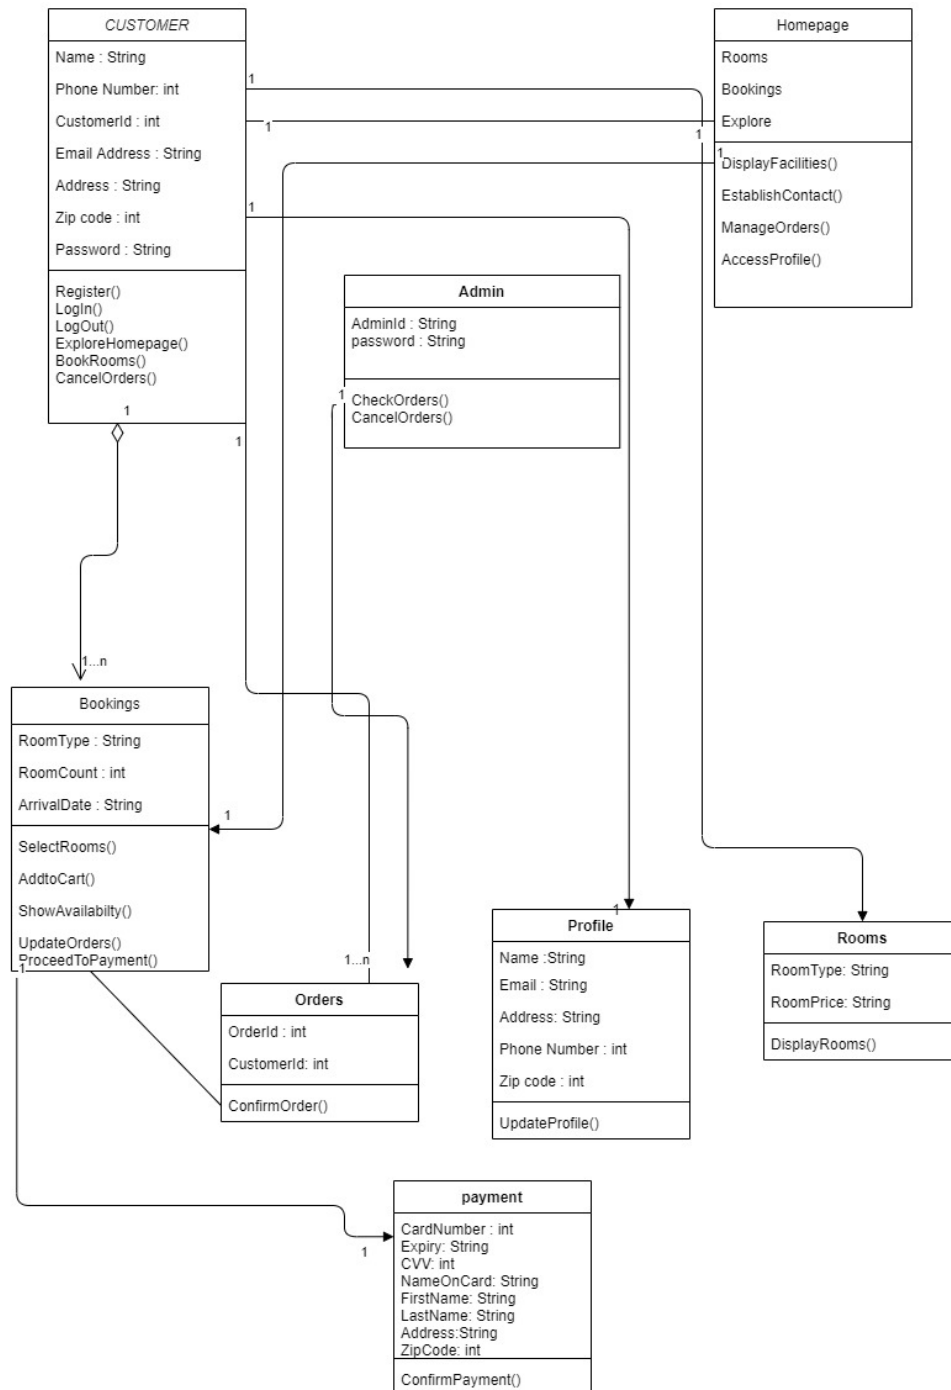 CUSTOMER
Name : String
Phone Number: int
CustomerId : int
Email Address : String
Address : String
Zip code : int
Password : String
Register()
LogIn()
LogOut()
ExploreHomepage()
BookRooms()
CancelOrders()
1
1
1
1
1
Homepage
Rooms
Bookings
Explore
1
1
DisplayFacilities()
EstablishContact()
ManageOrders()
AccessProfile()
Admin
AdminId : String
password : String
1
CheckOrders()
CancelOrders()
1...n
Bookings
RoomType : String
RoomCount : int
ArrivalDate : String
1
SelectRooms()
AddtoCart()
ShowAvailabilty()
UpdateOrders()
ProceedToPayment()
1
1...n
Orders
OrderId : int
CustomerId: int
ConfirmOrder()
1
Profile
Name :String
Email : String
Address: String
Phone Number : int
Zip code : int
UpdateProfile()
Rooms
RoomType: String
RoomPrice: String
DisplayRooms()
1
payment
CardNumber : int
Expiry: String
CVV: int
NameOnCard: String
FirstName: String
LastName: String
Address:String
ZipCode: int
ConfirmPayment()